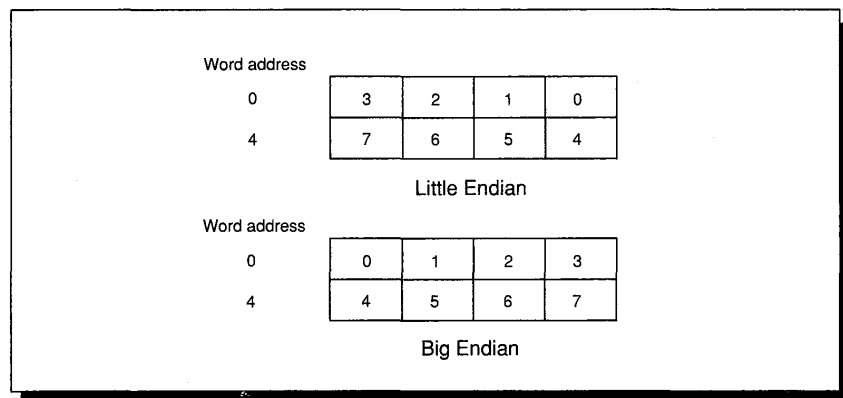 Word address
0 3 2 1 0
4 7 6 5 4
Little Endian
Word address
0 0 1 2 3
4 4 5 6 7
Big Endian